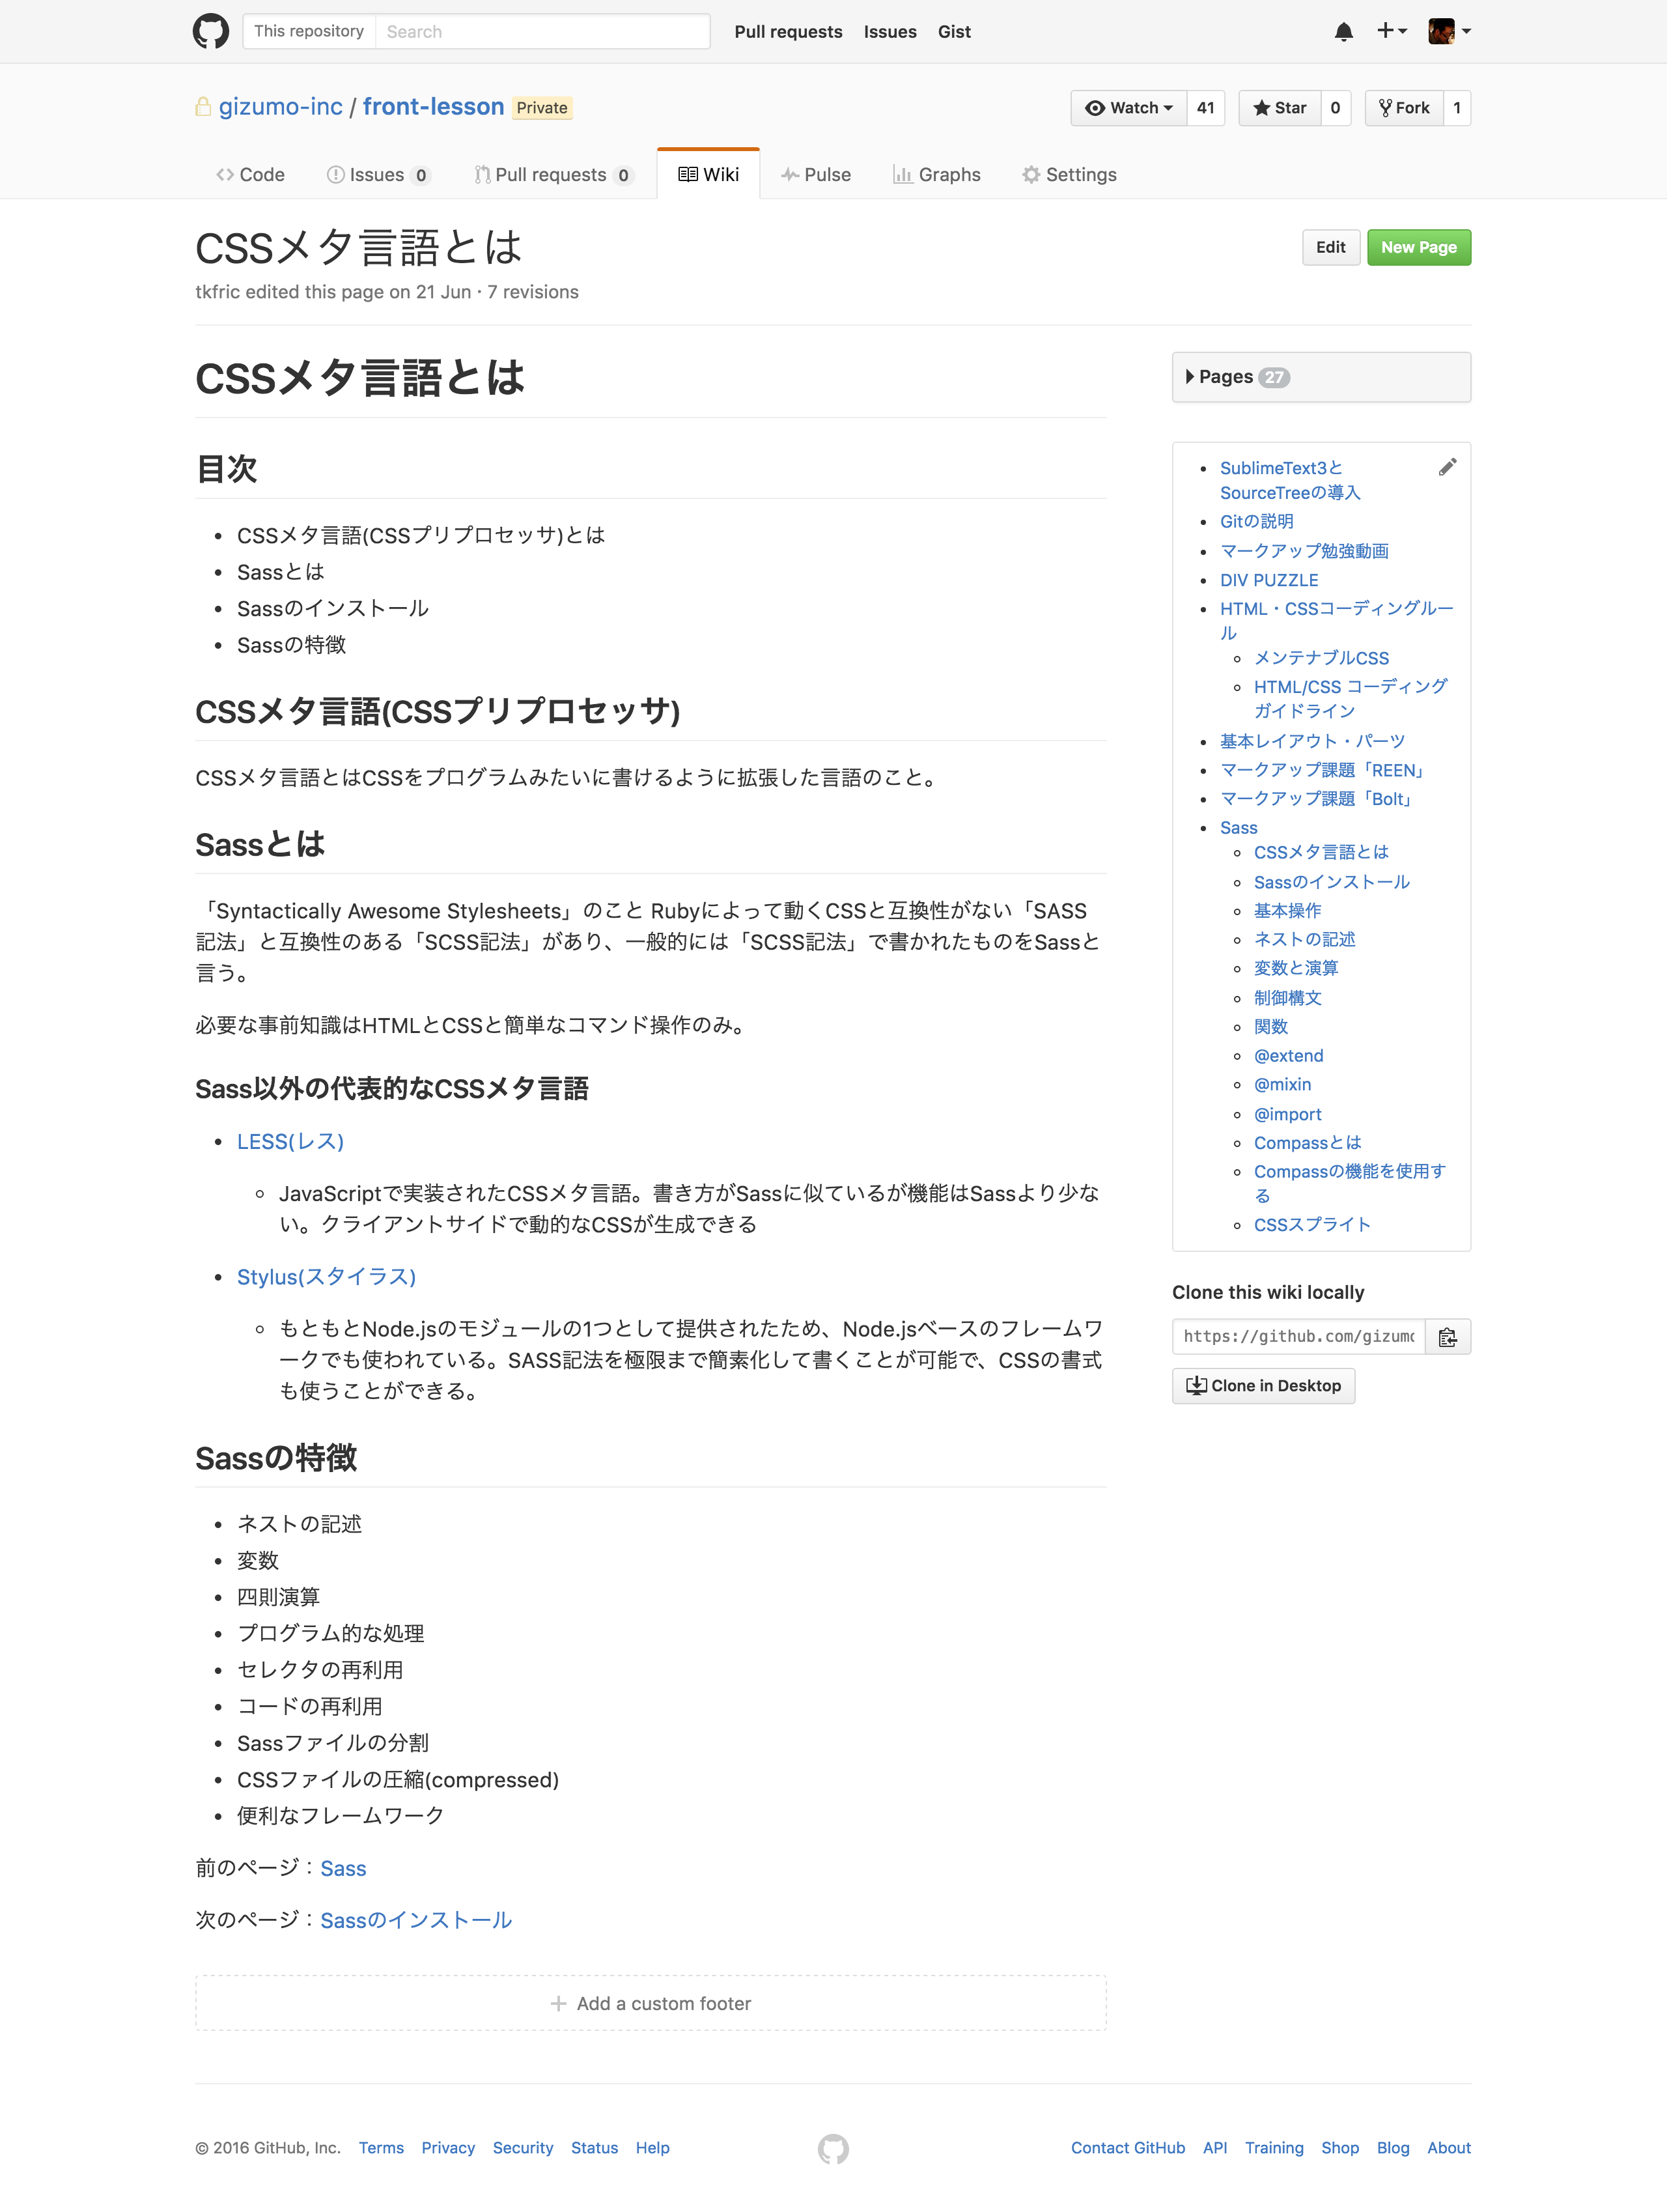 This repository Search Pull requests Issues Gist
gizumo-inc / front-lesson Private
Watch 41 Star 0 Fork 1
Code Issues 0 Pull requests 0 Wiki Pulse Graphs Settings
CSSメタ言語とは
Edit New Page
tkfric edited this page on 21 Jun · 7 revisions
CSSメタ言語とは
目次
CSSメタ言語(CSSプリプロセッサ)とは
Sassとは
Sassのインストール
Sassの特徴
CSSメタ言語(CSSプリプロセッサ)
CSSメタ言語とはCSSをプログラムみたいに書けるように拡張した言語のこと。
Sassとは
「Syntactically Awesome Stylesheets」のこと Rubyによって動くCSSと互換性がない「SASS
記法」と互換性のある「SCSS記法」があり、一般的には「SCSS記法」で書かれたものをSassと
言う。
必要な事前知識はHTMLとCSSと簡単なコマンド操作のみ。
Sass以外の代表的なCSSメタ言語
LESS(レス)
JavaScriptで実装されたCSSメタ言語。書き方がSassに似ているが機能はSassより少な
い。クライアントサイドで動的なCSSが生成できる
Stylus(スタイラス)
もともとNode.jsのモジュールの1つとして提供されたため、Node.jsベースのフレームワ
ークでも使われている。SASS記法を極限まで簡素化して書くことが可能で、CSSの書式
も使うことができる。
Sassの特徴
ネストの記述
変数
四則演算
プログラム的な処理
セレクタの再利用
コードの再利用
Sassファイルの分割
CSSファイルの圧縮(compressed)
便利なフレームワーク
前のページ：Sass
次のページ：Sassのインストール
Add a custom footer
Pages 27
SublimeText3と
SourceTreeの導入
Gitの説明
マークアップ勉強動画
DIV PUZZLE
HTML・CSSコーディングルー
ル
メンテナブルCSS
HTML/CSS コーディング
ガイドライン
基本レイアウト・パーツ
マークアップ課題「REEN」
マークアップ課題「Bolt」
Sass
CSSメタ言語とは
Sassのインストール
基本操作
ネストの記述
変数と演算
制御構文
関数
@extend
@mixin
@import
Compassとは
Compassの機能を使用す
る
CSSスプライト
Clone this wiki locally
https://github.com/gizumo
Clone in Desktop
© 2016 GitHub, Inc. Terms Privacy Security Status Help
Contact GitHub API Training Shop Blog About